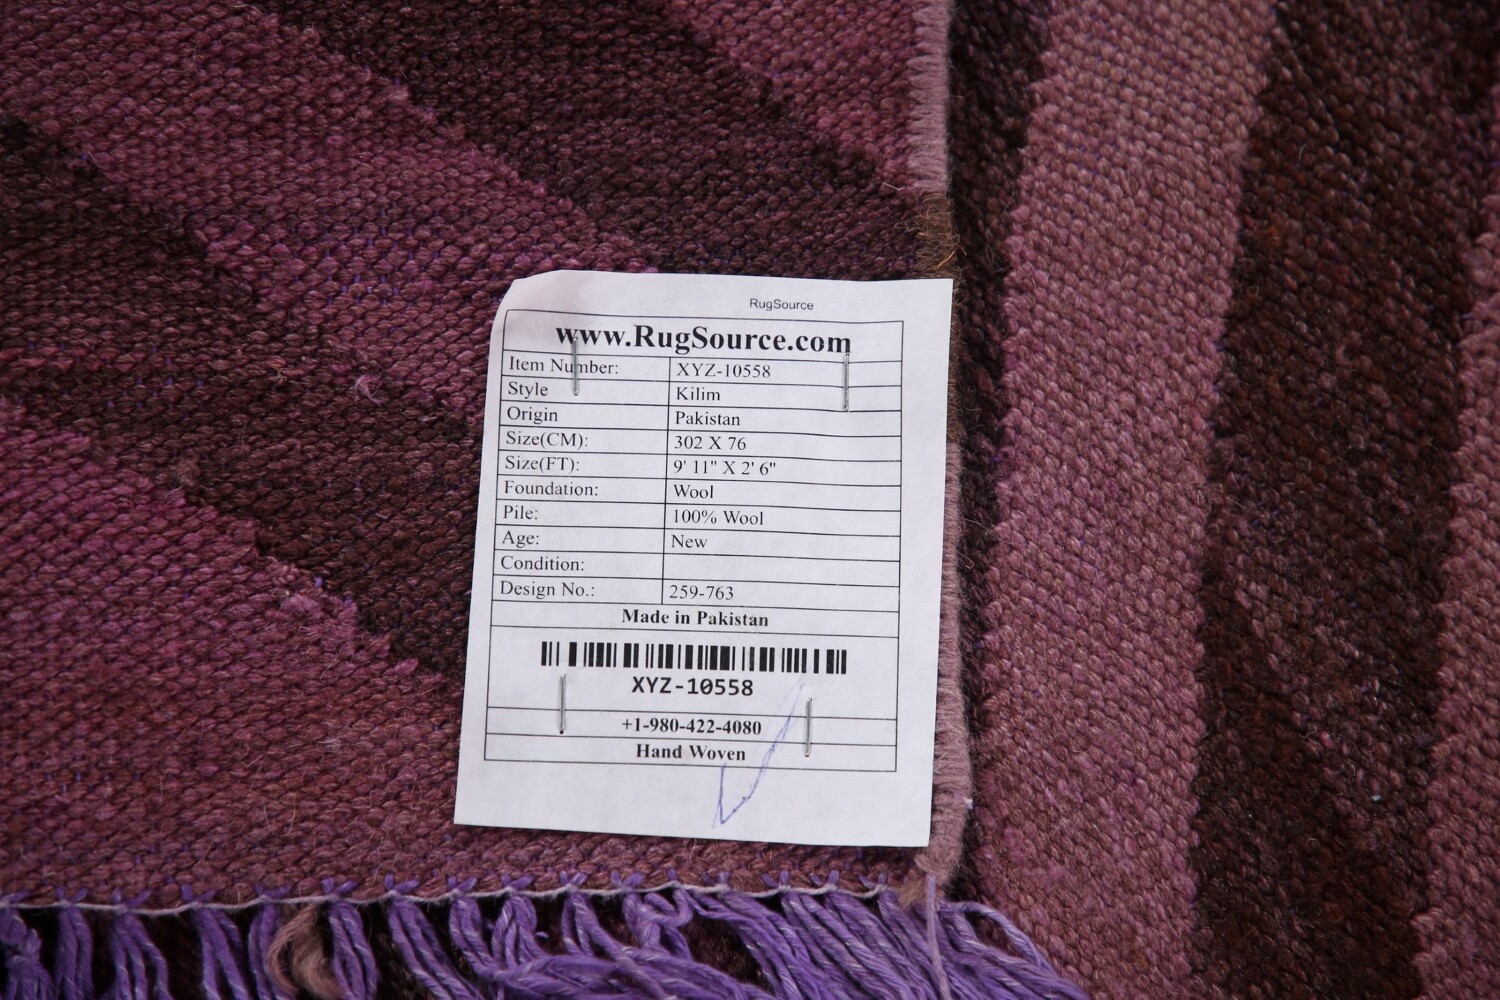 RugSource
www.RugSource.com
Item Number: XYZ-10558
Style Kilim
Origin Pakistan
Size(CM): 302 X 76
Size(FT): 9' 11" X 2' 6"
Foundation: Wool
Pile: 100% Wool
Age: New
Condition:
Design No.: 259-763
Made in Pakistan
XYZ-10558
+1-980-422-4080
Hand Woven